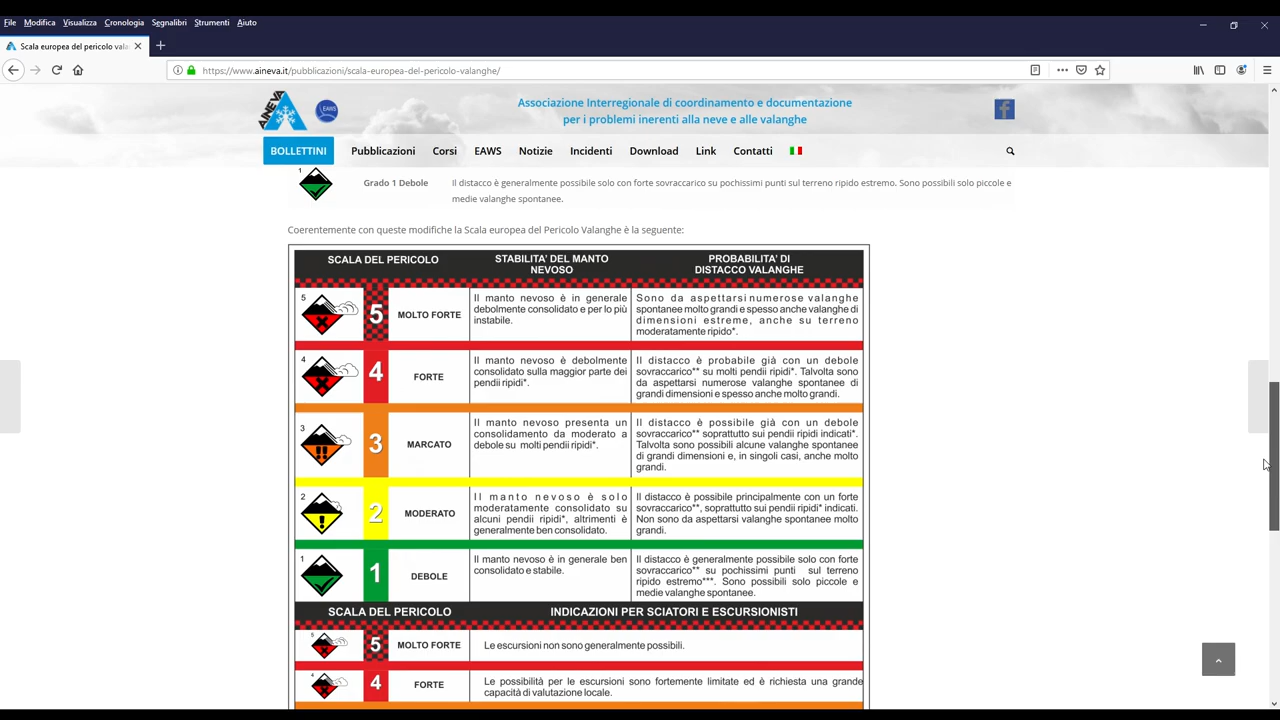 File Modifica Visualizza Cronologia Segnalibri Strumenti Aiuto
Scala europea del pericolo vala
https://www.aineva.it/pubblicazioni/scala-europea-del-pericolo-valanghe/
AINEVA
EAWS
Associazione Interregionale di coordinamento e documentazione
per i problemi inerenti alla neve e alle valanghe
BOLLETTINI Pubblicazioni Corsi EAWS Notizie Incidenti Download Link Contatti
1
Grado 1 Debole
Il distacco è generalmente possibile solo con forte sovraccarico su pochissimi punti sul terreno ripido estremo. Sono possibili solo piccole e
medie valanghe spontanee.
Coerentemente con queste modifiche la Scala europea del Pericolo Valanghe è la seguente:
SCALA DEL PERICOLO
STABILITA' DEL MANTO
NEVOSO
PROBABILITA' DI
DISTACCO VALANGHE
5
5
MOLTO FORTE
Il manto nevoso è in generale
debolmente consolidato e per lo più
instabile.
Sono da aspettarsi numerose valanghe
spontanee molto grandi e spesso anche valanghe di
dimensioni estreme, anche su terreno
moderatamente ripido*.
4
4
FORTE
Il manto nevoso è debolmente
consolidato sulla maggior parte dei
pendii ripidi*.
Il distacco è probabile già con un debole
sovraccarico** su molti pendii ripidi*. Talvolta sono
da aspettarsi numerose valanghe spontanee di
grandi dimensioni e spesso anche molto grandi.
3
!!
3
MARCATO
Il manto nevoso presenta un
consolidamento da moderato a
debole su molti pendii ripidi*.
Il distacco è possibile già con un debole
sovraccarico** soprattutto sui pendii ripidi indicati*.
Talvolta sono possibili alcune valanghe spontanee
di grandi dimensioni e, in singoli casi, anche molto
grandi.
2
!
2
MODERATO
Il manto nevoso è solo
moderatamente consolidato su
alcuni pendii ripidi*, altrimenti è
generalmente ben consolidato.
Il distacco è possibile principalmente con un forte
sovraccarico**, soprattutto sui pendii ripidi* indicati.
Non sono da aspettarsi valanghe spontanee molto
grandi.
1
1
DEBOLE
Il manto nevoso è in generale ben
consolidato e stabile.
Il distacco è generalmente possibile solo con forte
sovraccarico** su pochissimi punti sul terreno
ripido estremo***. Sono possibili solo piccole e
medie valanghe spontanee.
SCALA DEL PERICOLO
INDICAZIONI PER SCIATORI E ESCURSIONISTI
5
5
MOLTO FORTE
Le escursioni non sono generalmente possibili.
4
4
FORTE
Le possibilità per le escursioni sono fortemente limitate ed è richiesta una grande
capacità di valutazione locale.